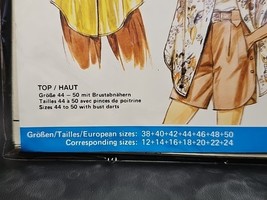 TOP / HAUT
Größe 44 – 50 mit Brustabnähern
Tailles 44 à 50 avec pinces de poitrine
Sizes 44 to 50 with bust darts
Größen/Tailles/European sizes: 38+40+42+44+46+48+50
Corresponding sizes: 12+14+16+18+20+22+24